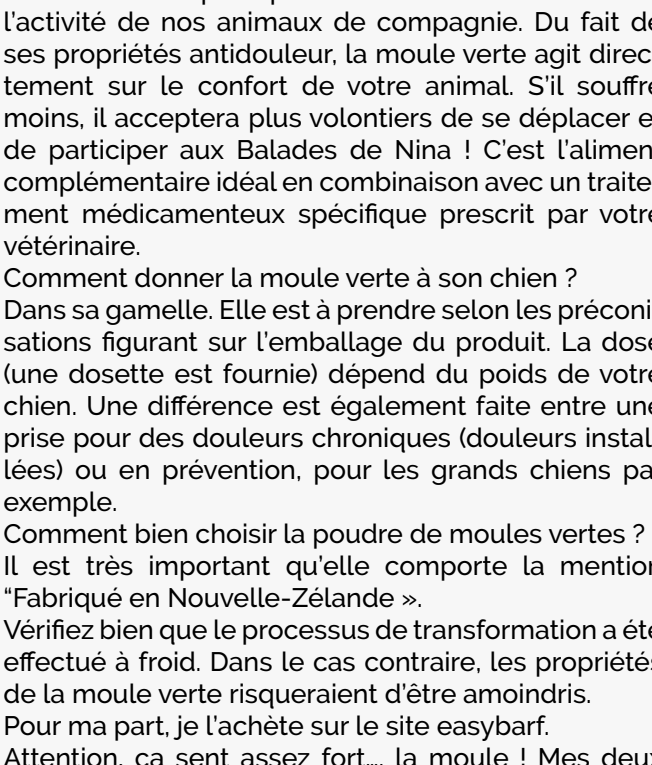 l’activité de nos animaux de compagnie. Du fait de
ses propriétés antidouleur, la moule verte agit direc
tement sur le confort de votre animal. S’il souffre
moins, il acceptera plus volontiers de se déplacer e
de participer aux Balades de Nina ! C’est l’alimen
complémentaire idéal en combinaison avec un traite
ment médicamenteux spécifique prescrit par votre
vétérinaire.
Comment donner la moule verte à son chien ?
Dans sa gamelle. Elle est à prendre selon les préconi
sations figurant sur l’emballage du produit. La dose
(une dosette est fournie) dépend du poids de votre
chien. Une différence est également faite entre une
prise pour des douleurs chroniques (douleurs instal
lées) ou en prévention, pour les grands chiens pa
exemple.
Comment bien choisir la poudre de moules vertes ?
Il est très important qu’elle comporte la mention
“Fabriqué en Nouvelle-Zélande ».
Vérifiez bien que le processus de transformation a été
effectué à froid. Dans le cas contraire, les propriétés
de la moule verte risqueraient d’être amoindris.
Pour ma part, je l’achète sur le site easybarf.
Attention, ça sent assez fort…. la moule ! Mes deux